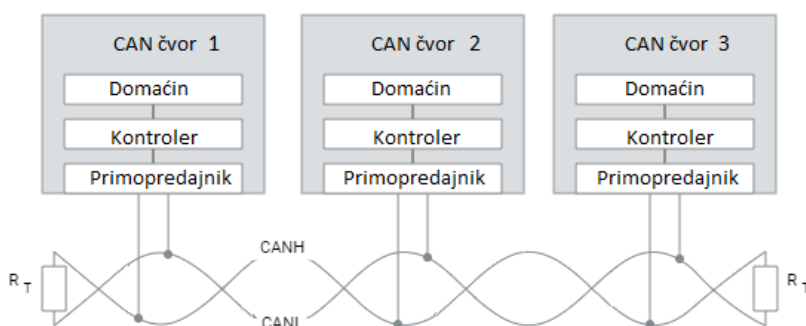 CAN čvor 1
Domaćin
Kontroler
Primopredajnik
CAN čvor 2
Domaćin
Kontroler
Primopredajnik
CAN čvor 3
Domaćin
Kontroler
Primopredajnik
CANH
R T
R T
CANL